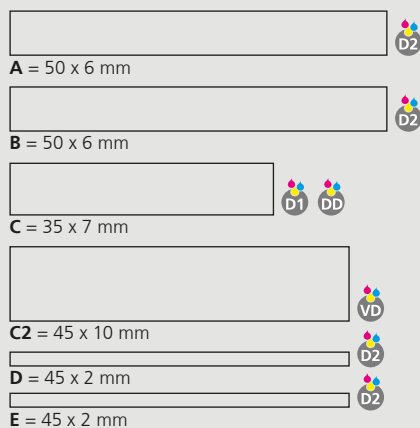 D2
A = 50 x 6 mm
D2
B = 50 x 6 mm
D1 DD
C = 35 x 7 mm
VD
C2 = 45 x 10 mm
D2
D = 45 x 2 mm
D2
E = 45 x 2 mm